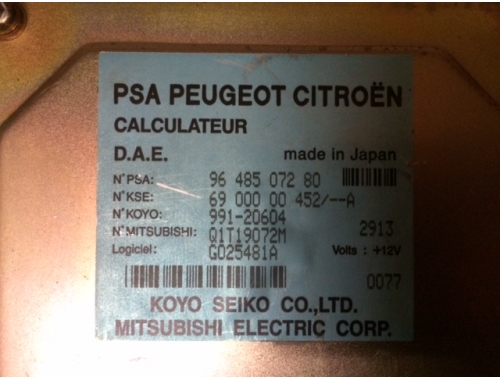 PSA PEUGEOT CITROËN
CALCULATEUR
D.A.E. made in Japan
N°PSA: 96 485 072 80
N°KSE: 69 000 00 452/--A
N°KOYO: 991-20604
N°MITSUBISHI: Q1T19072M 2913
Logiciel: G025481A Volts : +12V
0077
KOYO SEIKO CO.,LTD.
MITSUBISHI ELECTRIC CORP.